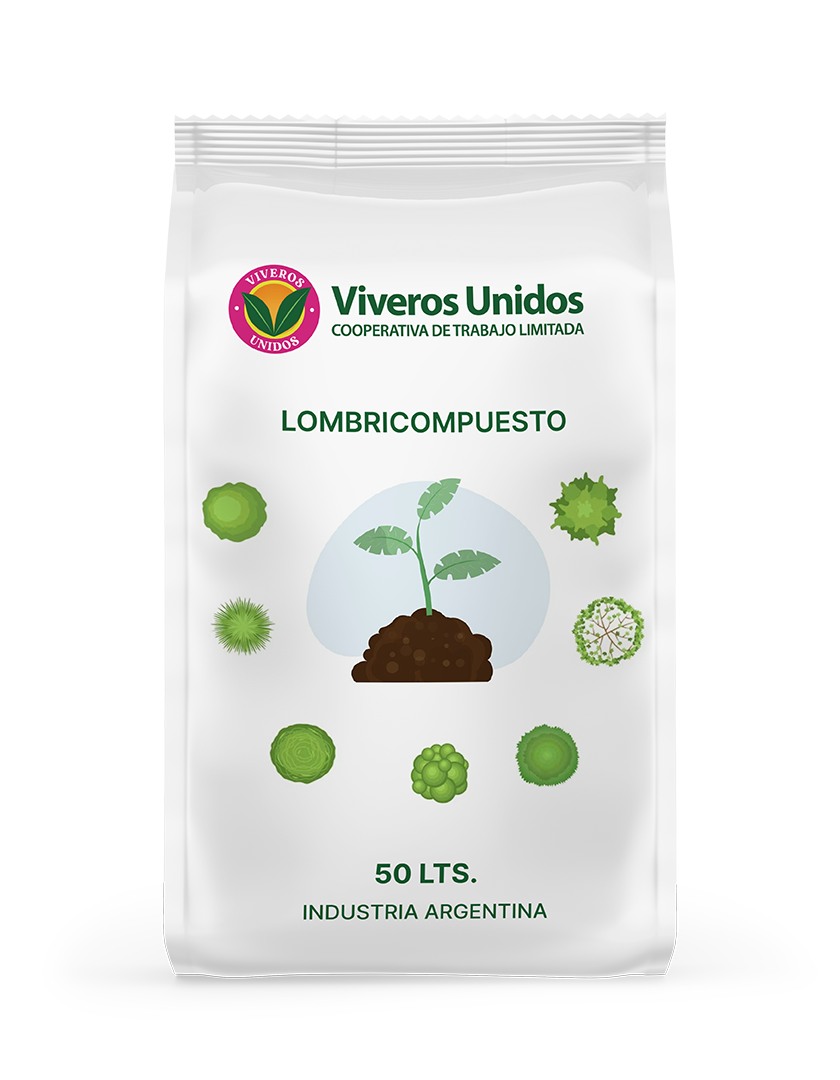 VIVEROS
UNIDOS
Viveros Unidos
COOPERATIVA DE TRABAJO LIMITADA
LOMBRICOMPUESTO
50 LTS.
INDUSTRIA ARGENTINA